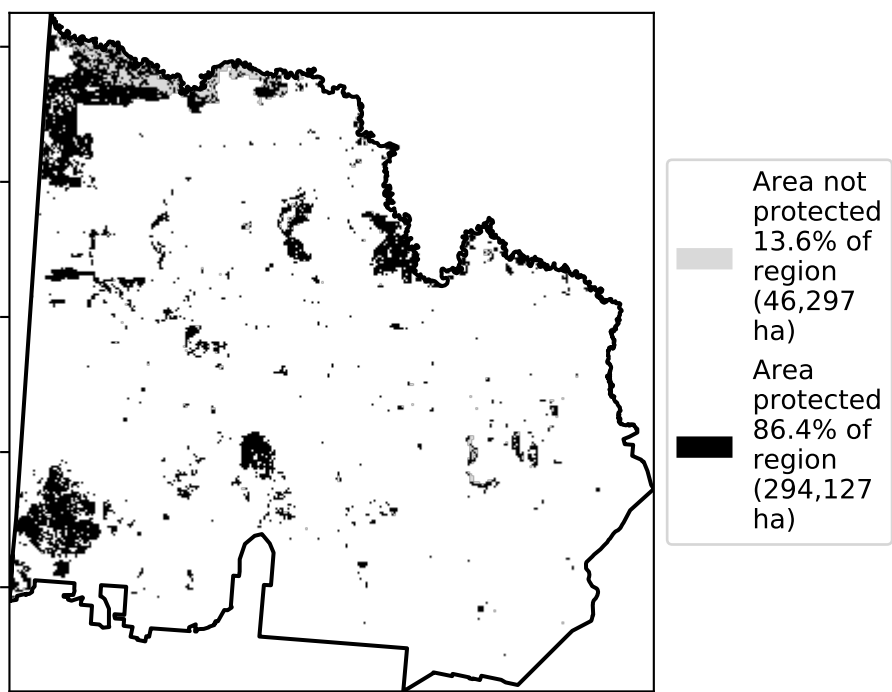 Area not
protected
13.6% of
region
(46,297
ha)
Area
protected
86.4% of
region
(294,127
ha)